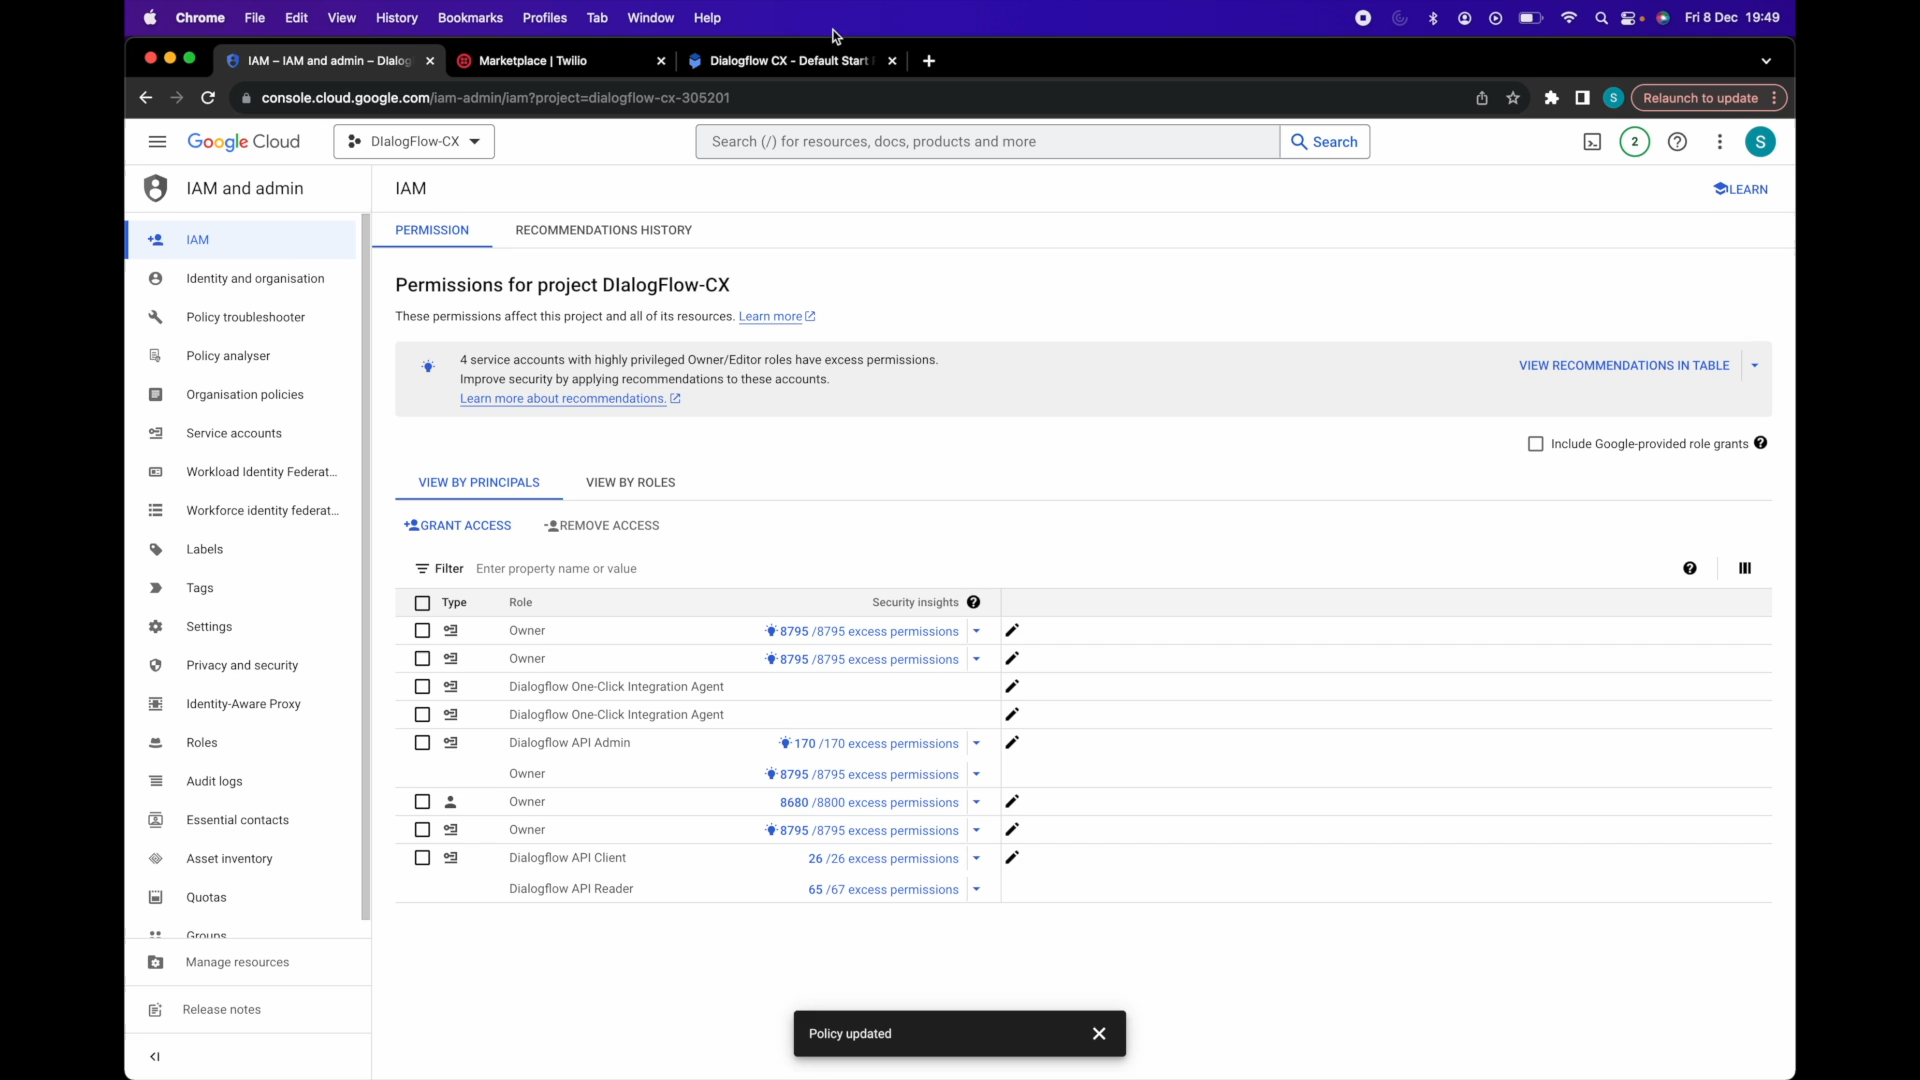 Chrome File Edit View History Bookmarks Profiles Tab Window Help Fri 8 Dec 19:49
IAM – IAM and admin – DIalog Marketplace | Twilio Dialogflow CX - Default Start
console.cloud.google.com/iam-admin/iam?project=dialogflow-cx-305201 S Relaunch to update
Google Cloud DIalogFlow-CX Search (/) for resources, docs, products and more Search 2 S
IAM and admin
IAM
Identity and organisation
Policy troubleshooter
Policy analyser
Organisation policies
Service accounts
Workload Identity Federat...
Workforce identity federat...
Labels
Tags
Settings
Privacy and security
Identity-Aware Proxy
Roles
Audit logs
Essential contacts
Asset inventory
Quotas
Groups
Manage resources
Release notes
IAM LEARN
PERMISSION RECOMMENDATIONS HISTORY
Permissions for project DIalogFlow-CX
These permissions affect this project and all of its resources. Learn more
4 service accounts with highly privileged Owner/Editor roles have excess permissions.
Improve security by applying recommendations to these accounts.
Learn more about recommendations.
VIEW RECOMMENDATIONS IN TABLE
Include Google-provided role grants
VIEW BY PRINCIPALS VIEW BY ROLES
GRANT ACCESS REMOVE ACCESS
Filter Enter property name or value
Type Role Security insights
Owner 8795 /8795 excess permissions
Owner 8795 /8795 excess permissions
Dialogflow One-Click Integration Agent
Dialogflow One-Click Integration Agent
Dialogflow API Admin 170 /170 excess permissions
Owner 8795 /8795 excess permissions
Owner 8680 /8800 excess permissions
Owner 8795 /8795 excess permissions
Dialogflow API Client 26 /26 excess permissions
Dialogflow API Reader 65 /67 excess permissions
Policy updated